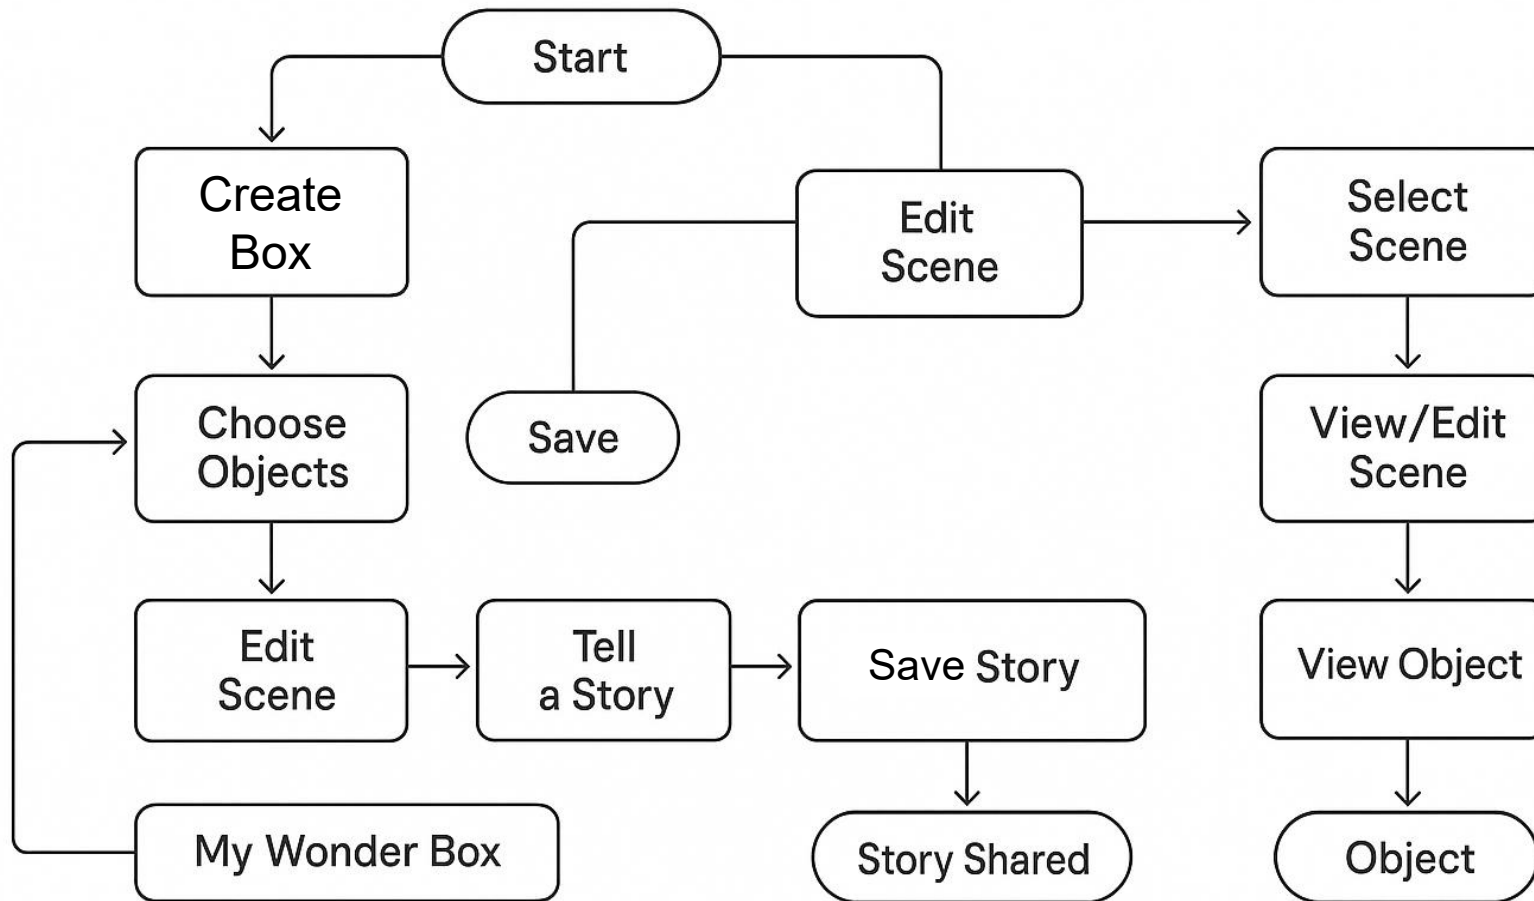 Start
Create
Box
Edit
Scene
Select
Scene
Choose
Objects
Save
View/Edit
Scene
Edit
Scene
Tell
a Story
Save Story
View Object
My Wonder Box
Story Shared
Object